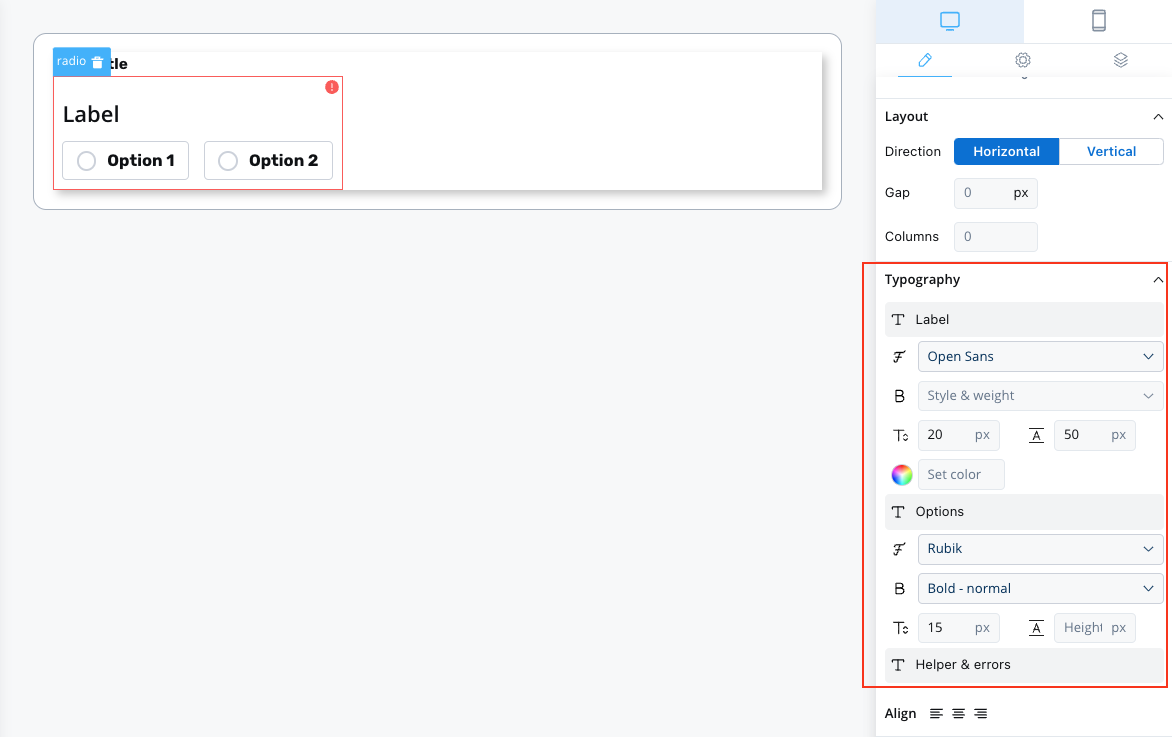 radio
tle
Label
Option 1 Option 2
Layout
Direction Horizontal Vertical
Gap 0 px
Columns 0
Typography
Label
Open Sans
B Style & weight
20 px 50 px
Set color
Options
Rubik
B Bold - normal
15 px Height px
Helper & errors
Align